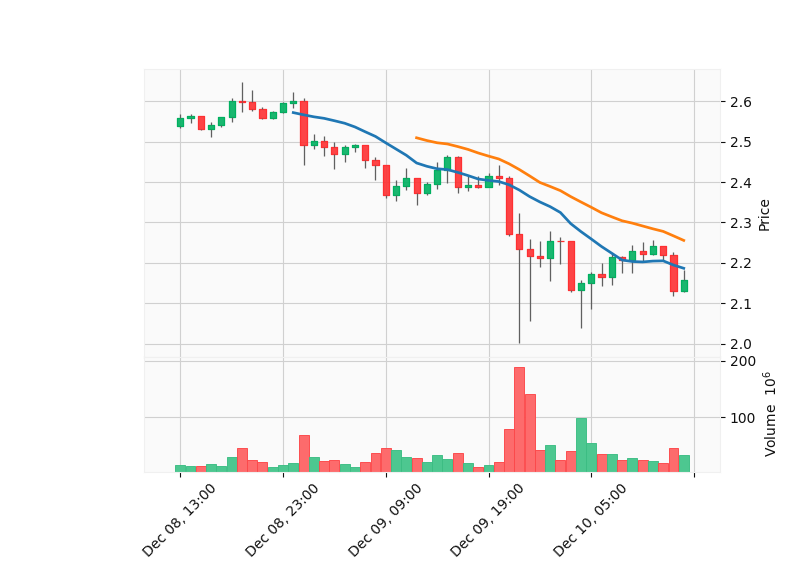 2.6
2.5
2.4
2.3
2.2
2.1
2.0
Price
200
100
Volume 10⁶
Dec 08, 13:00
Dec 08, 23:00
Dec 09, 09:00
Dec 09, 19:00
Dec 10, 05:00